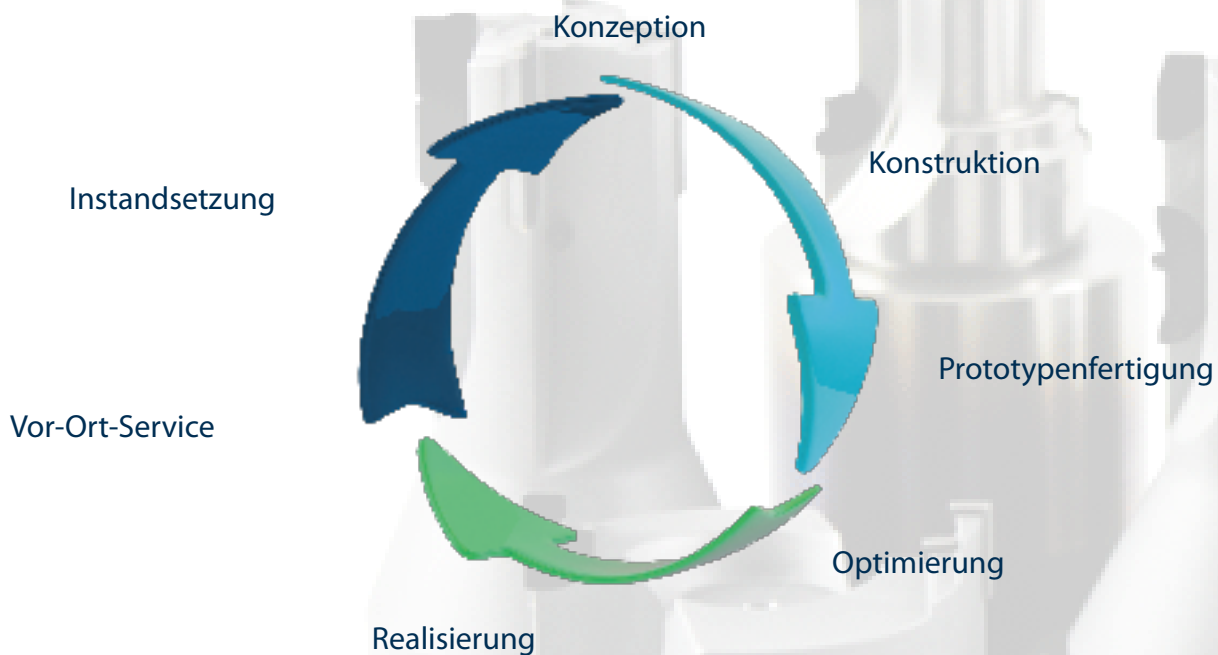 Konzeption
Konstruktion
Prototypenfertigung
Optimierung
Realisierung
Vor-Ort-Service
Instandsetzung